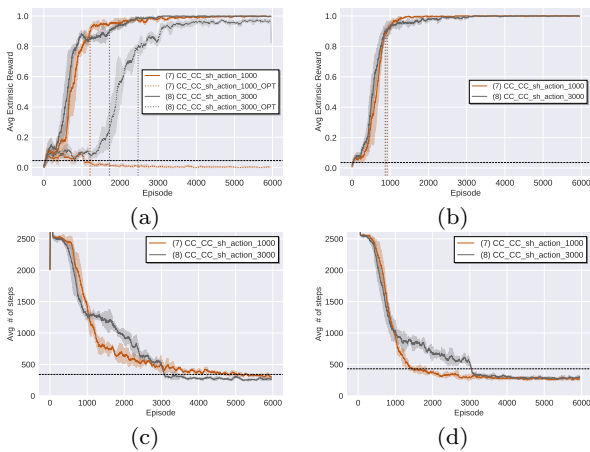 1.0
0.8
0.6
0.4
0.2
0.0
Avg Extrinsic Reward
(7) CC_CC_sh_action_1000
(7) CC_CC_sh_action_1000_OPT
(8) CC_CC_sh_action_3000
(8) CC_CC_sh_action_3000_OPT
0 1000 2000 3000 4000 5000 6000
Episode
(a)
1.0
0.8
0.6
0.4
0.2
0.0
Avg Extrinsic Reward
(7) CC_CC_sh_action_1000
(8) CC_CC_sh_action_3000
0 1000 2000 3000 4000 5000 6000
Episode
(b)
2500
2000
1500
1000
500
0
Avg # of steps
(7) CC_CC_sh_action_1000
(8) CC_CC_sh_action_3000
0 1000 2000 3000 4000 5000 6000
Episode
(c)
2500
2000
1500
1000
500
0
Avg # of steps
(7) CC_CC_sh_action_1000
(8) CC_CC_sh_action_3000
0 1000 2000 3000 4000 5000 6000
Episode
(d)